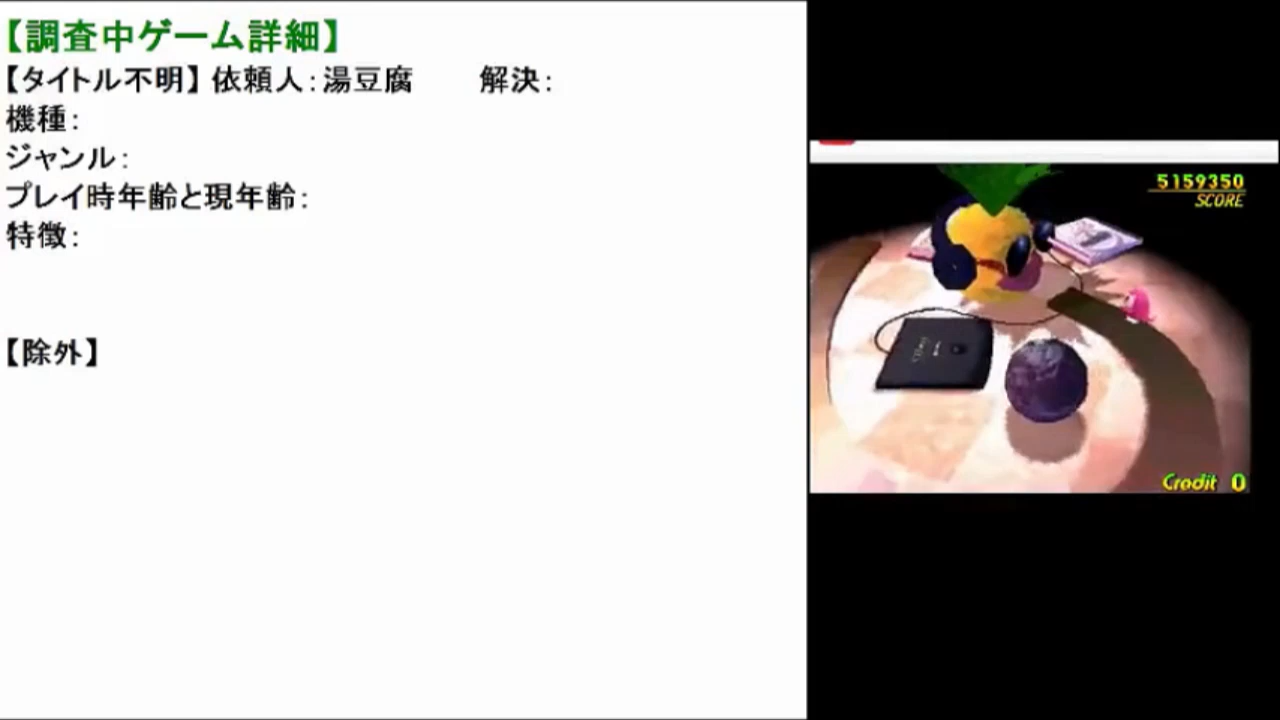 【調査中ゲーム詳細】
【タイトル不明】 依頼人：湯豆腐 解決：
機種：
ジャンル：
プレイ時年齢と現年齢：
特徴：
【除外】
5159350
SCORE
Credit 0